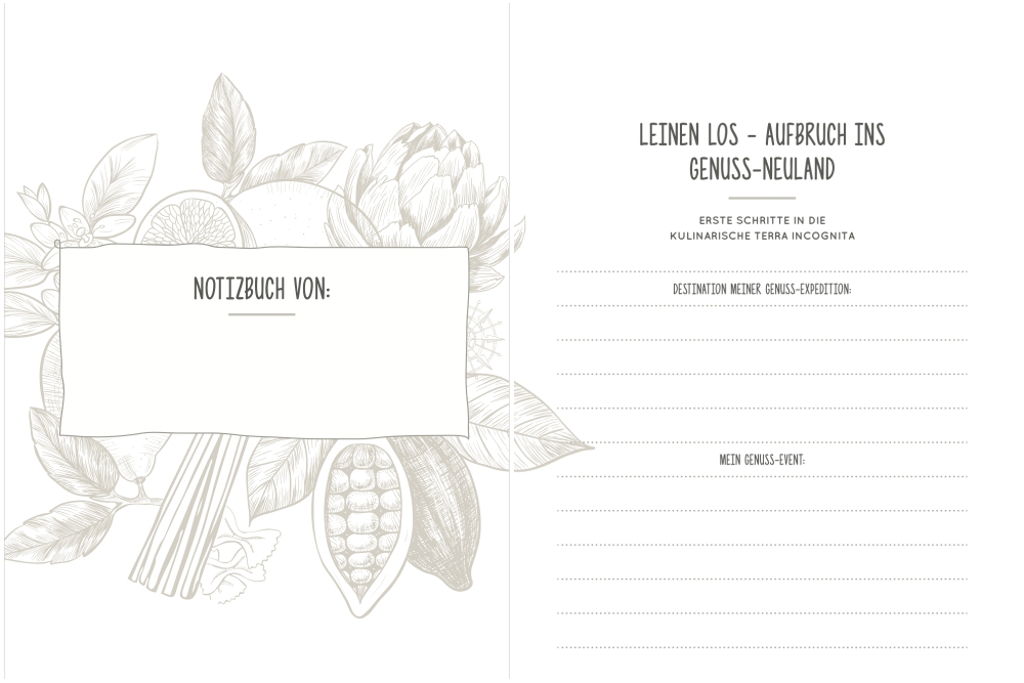 NOTIZBUCH VON:
LEINEN LOS – AUFBRUCH INS
GENUSS-NEULAND
ERSTE SCHRITTE IN DIE
KULINARISCHE TERRA INCOGNITA
DESTINATION MEINER GENUSS-EXPEDITION:
MEIN GENUSS-EVENT: